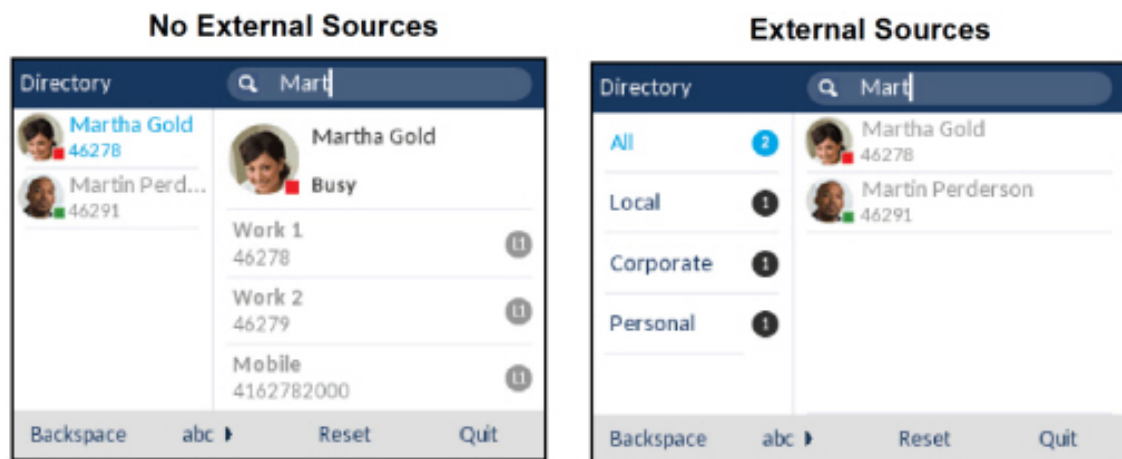 No External Sources
Directory
Mart
Martha Gold
46278
Martin Perd...
46291
Martha Gold
Busy
Work 1
46278
L1
Work 2
46279
L1
Mobile
4162782000
L1
Backspace abc Reset Quit
External Sources
Directory
Mart
All 2
Local 1
Corporate 1
Personal 1
Martha Gold
46278
Martin Perderson
46291
Backspace abc Reset Quit